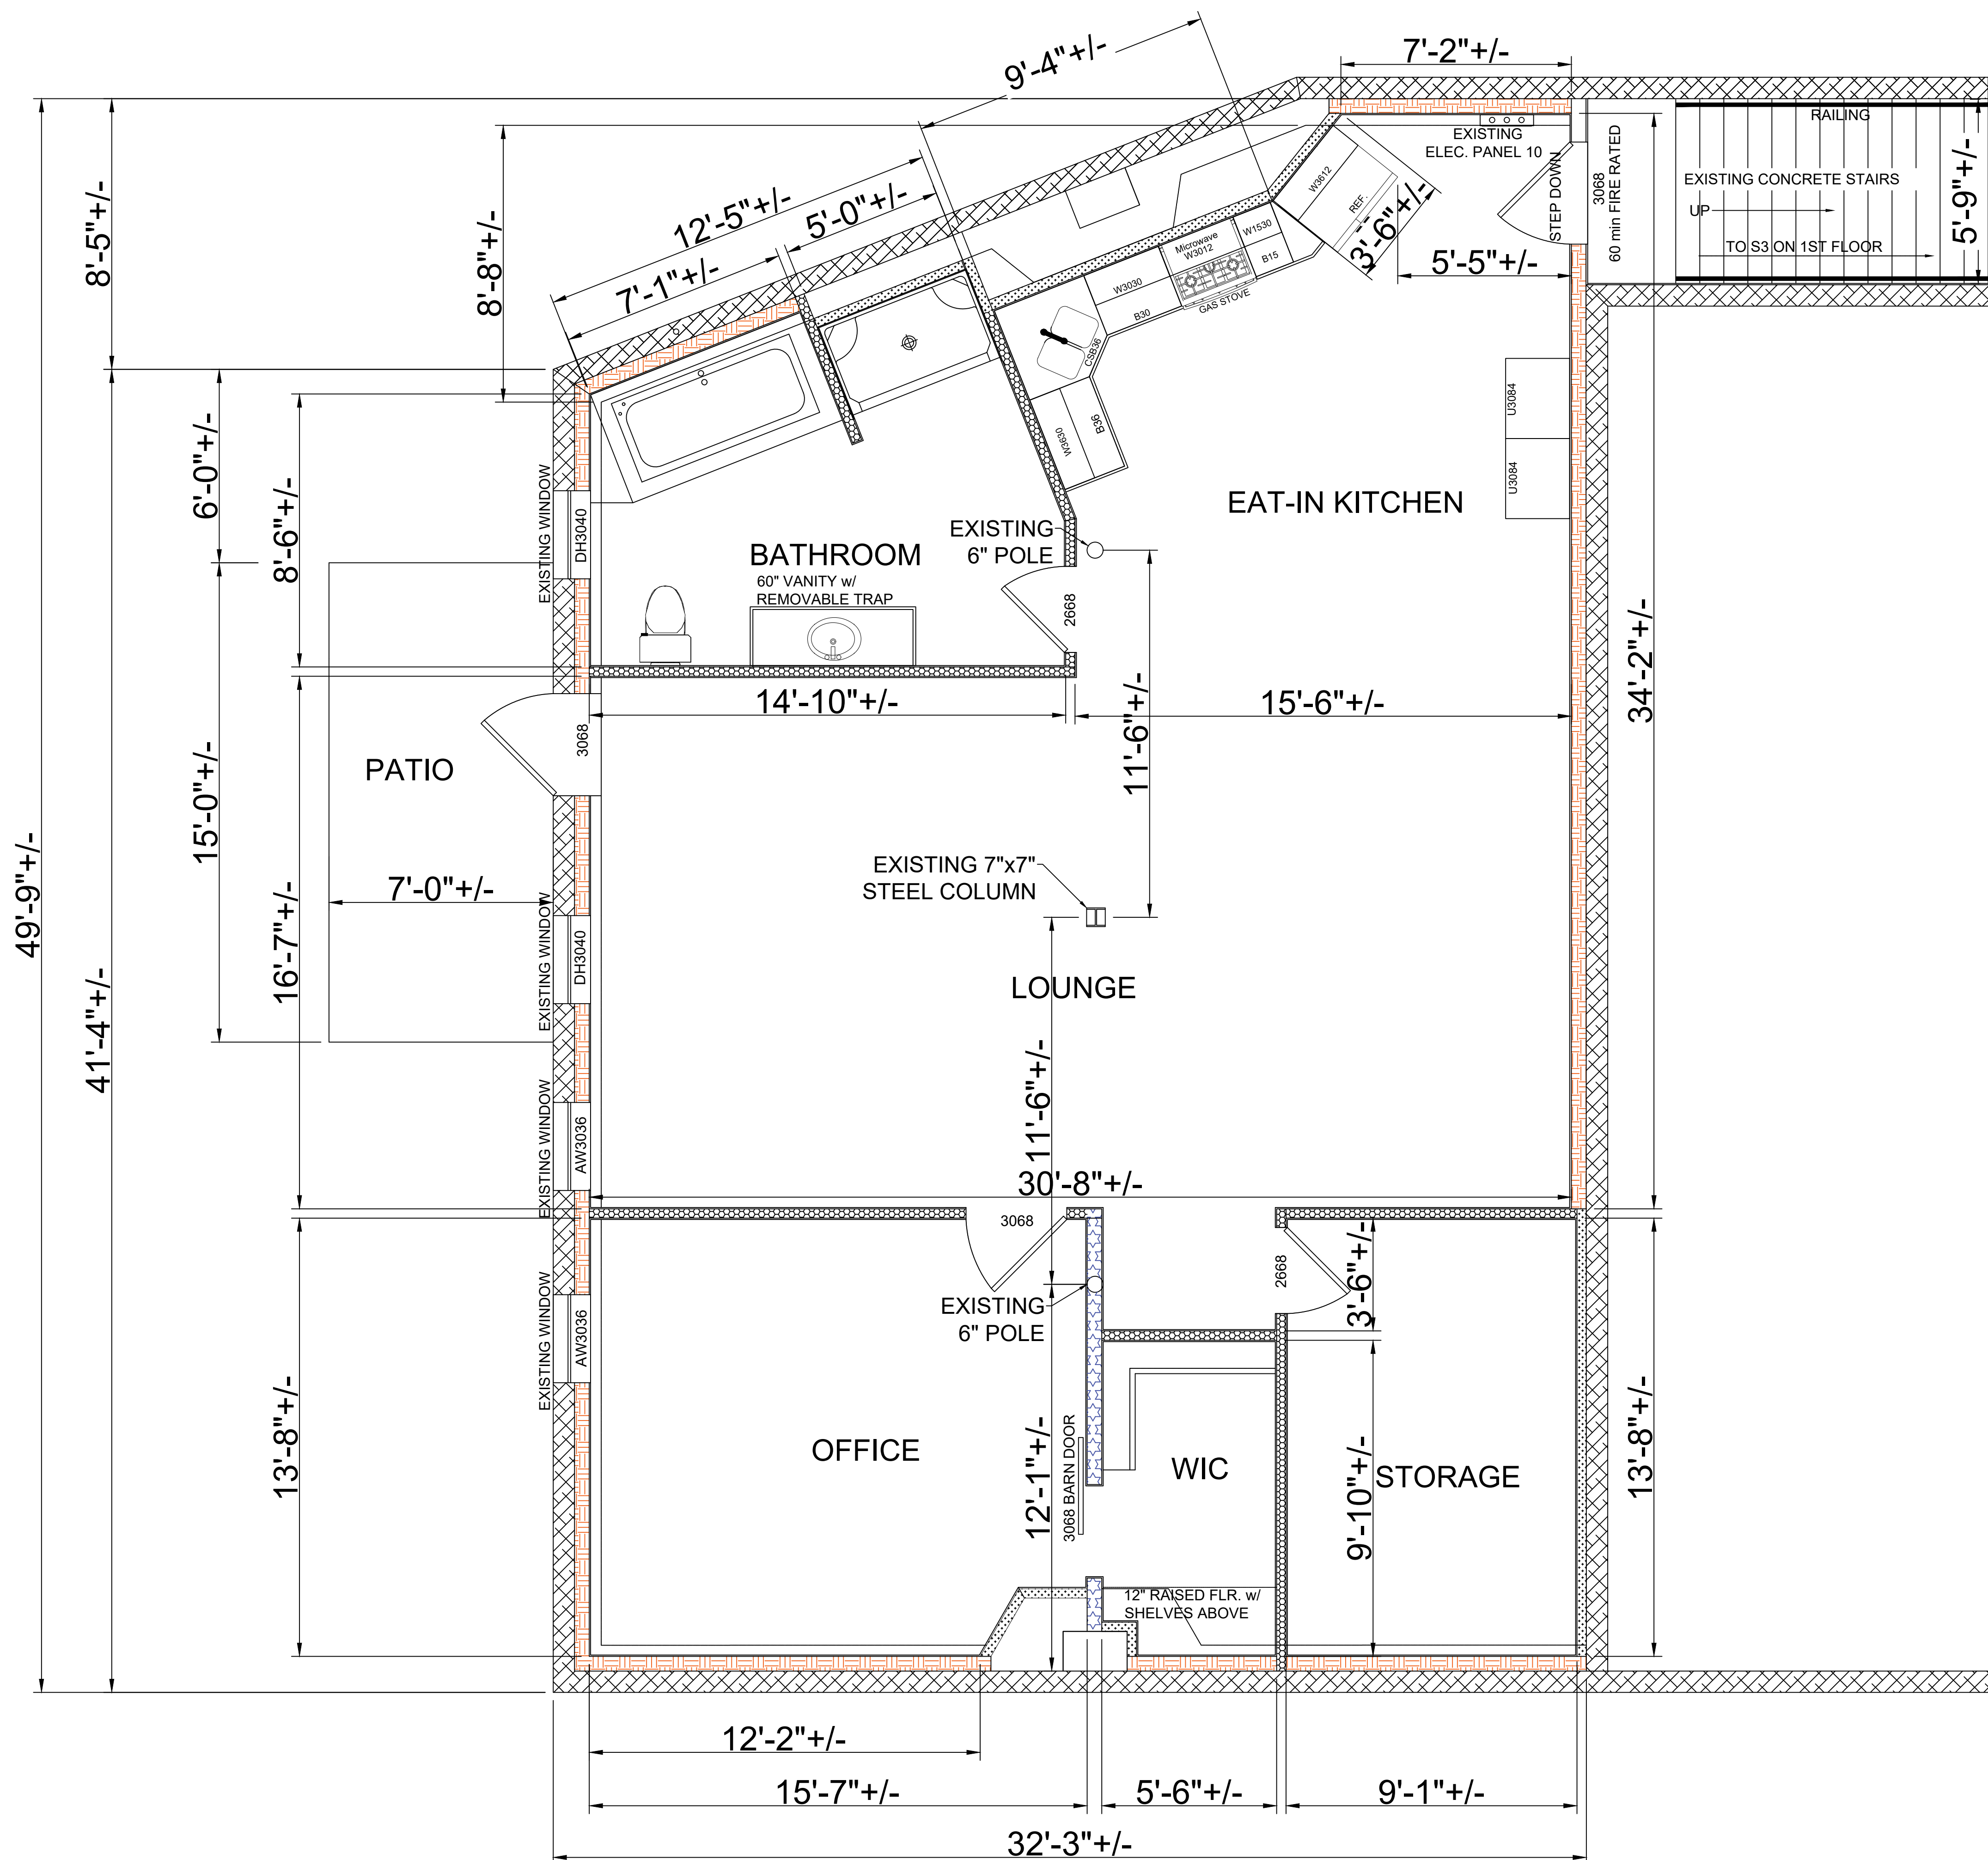 9'-4"+/-
7'-2"+/-
RAILING
EXISTING
ELEC. PANEL 10
STEP DOWN
3068
60 min FIRE RATED
EXISTING CONCRETE STAIRS
UP
TO S3 ON 1ST FLOOR
5'-9"+/-
W3612
REF.
3'-6"+/-
5'-5"+/-
12'-5"+/-
5'-0"+/-
7'-1"+/-
8'-8"+/-
8'-5"+/-
Microwave
W3012
W1530
B15
W3030
B30
GAS STOVE
CSB36
W3630
B36
U3084
U3084
6'-0"+/-
8'-6"+/-
EXISTING WINDOW
DH3040
EAT-IN KITCHEN
EXISTING
6" POLE
BATHROOM
60" VANITY w/
REMOVABLE TRAP
2668
34'-2"+/-
14'-10"+/-
15'-6"+/-
11'-6"+/-
3068
PATIO
15'-0"+/-
7'-0"+/-
EXISTING 7"x7"
STEEL COLUMN
49'-9"+/-
41'-4"+/-
16'-7"+/-
EXISTING WINDOW
DH3040
LOUNGE
11'-6"+/-
EXISTING WINDOW
AW3036
30'-8"+/-
3068
2668
3'-6"+/-
EXISTING
6" POLE
EXISTING WINDOW
AW3036
13'-8"+/-
OFFICE
12'-1"+/-
3068 BARN DOOR
WIC
9'-10"+/-
STORAGE
13'-8"+/-
12" RAISED FLR. w/
SHELVES ABOVE
12'-2"+/-
15'-7"+/-
5'-6"+/-
9'-1"+/-
32'-3"+/-